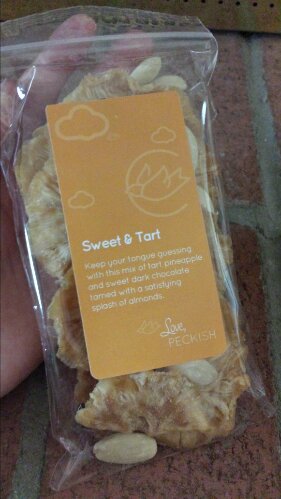 Sweet & Tart
Keep your tongue guessing
with this mix of tart pineapple
and sweet dark chocolate
tamed with a satisfying
splash of almonds.
Love,
PECKISH